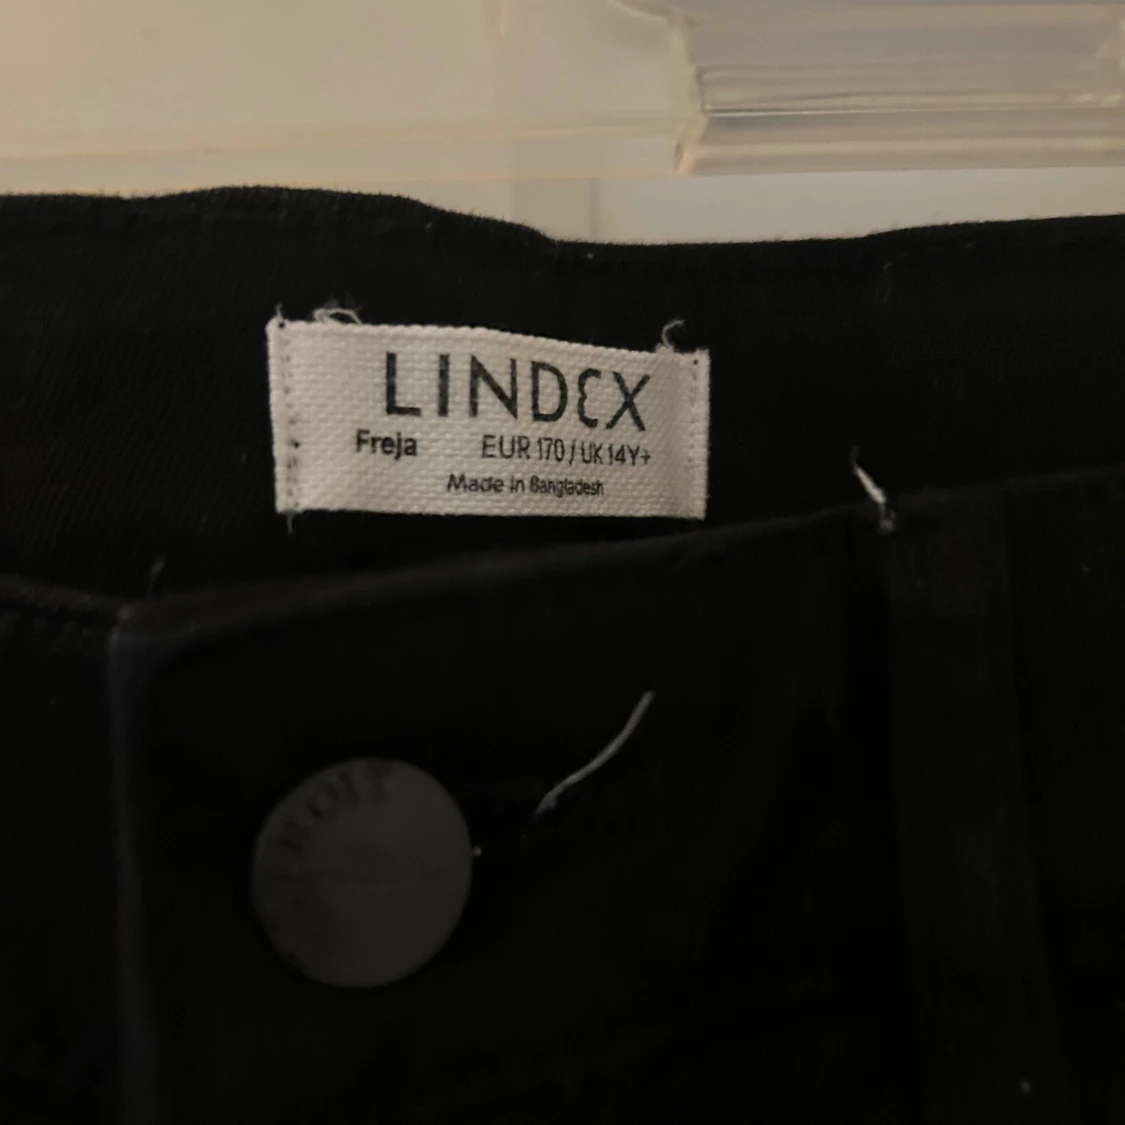 LINDEX
Freja EUR 170 / UK 14Y+
Made in Bangladesh